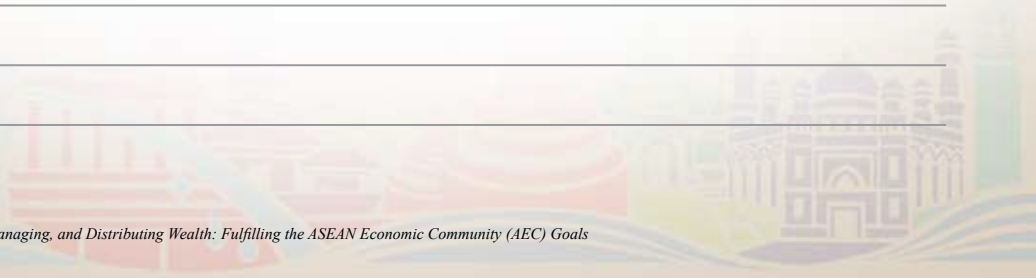 anaging, and Distributing Wealth: Fulfilling the ASEAN Economic Community (AEC) Goals